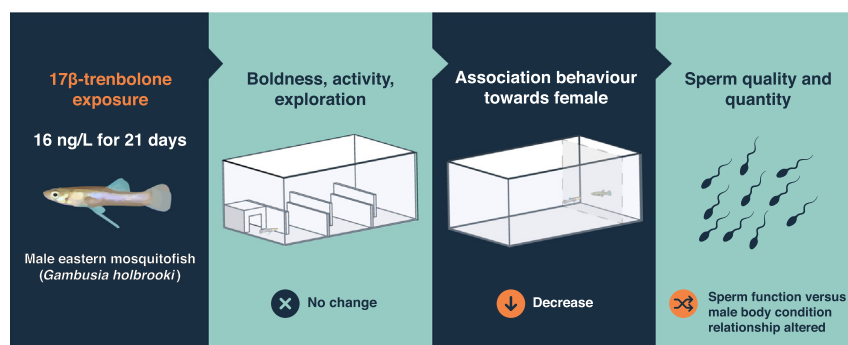 17β-trenbolone
exposure
16 ng/L for 21 days
Male eastern mosquitofish
(Gambusia holbrooki)
Boldness, activity,
exploration
No change
Association behaviour
towards female
Decrease
Sperm quality and
quantity
Sperm function versus
male body condition
relationship altered